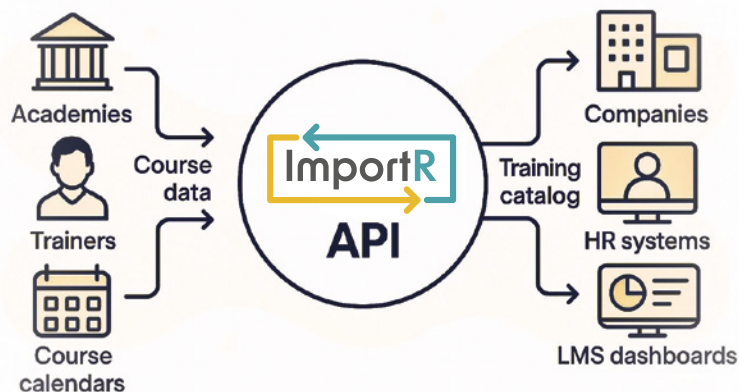 Academies
Trainers
Course
calendars
Course
data
ImportR
API
Training
catalog
Companies
HR systems
LMS dashboards